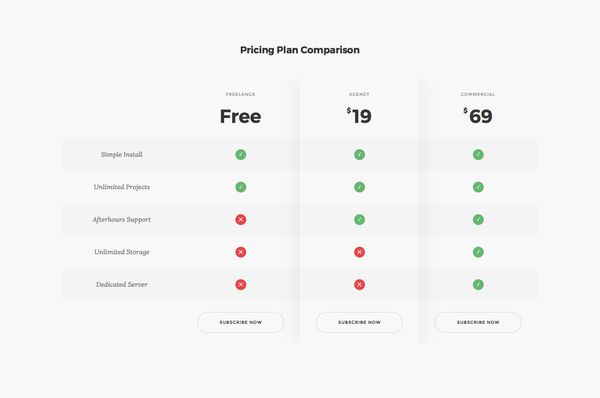 Pricing Plan Comparison
FREELANCE AGENCY COMMERCIAL
Free $19 $69
Simple Install
Unlimited Projects
Afterhours Support
Unlimited Storage
Dedicated Server
SUBSCRIBE NOW SUBSCRIBE NOW SUBSCRIBE NOW